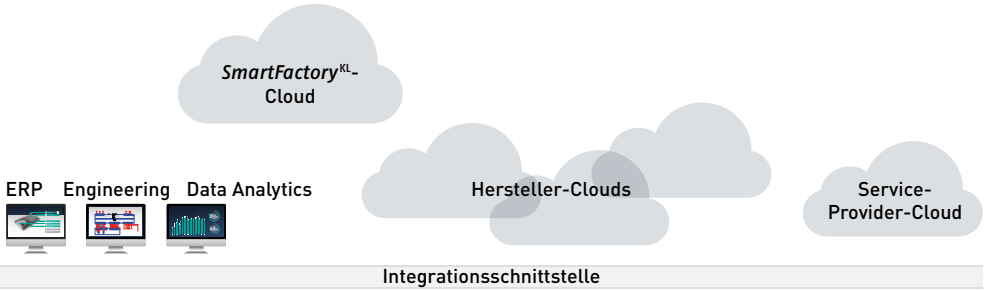 SmartFactoryKL-
Cloud
Hersteller-Clouds
Service-
Provider-Cloud
ERP Engineering Data Analytics
Integrationsschnittstelle